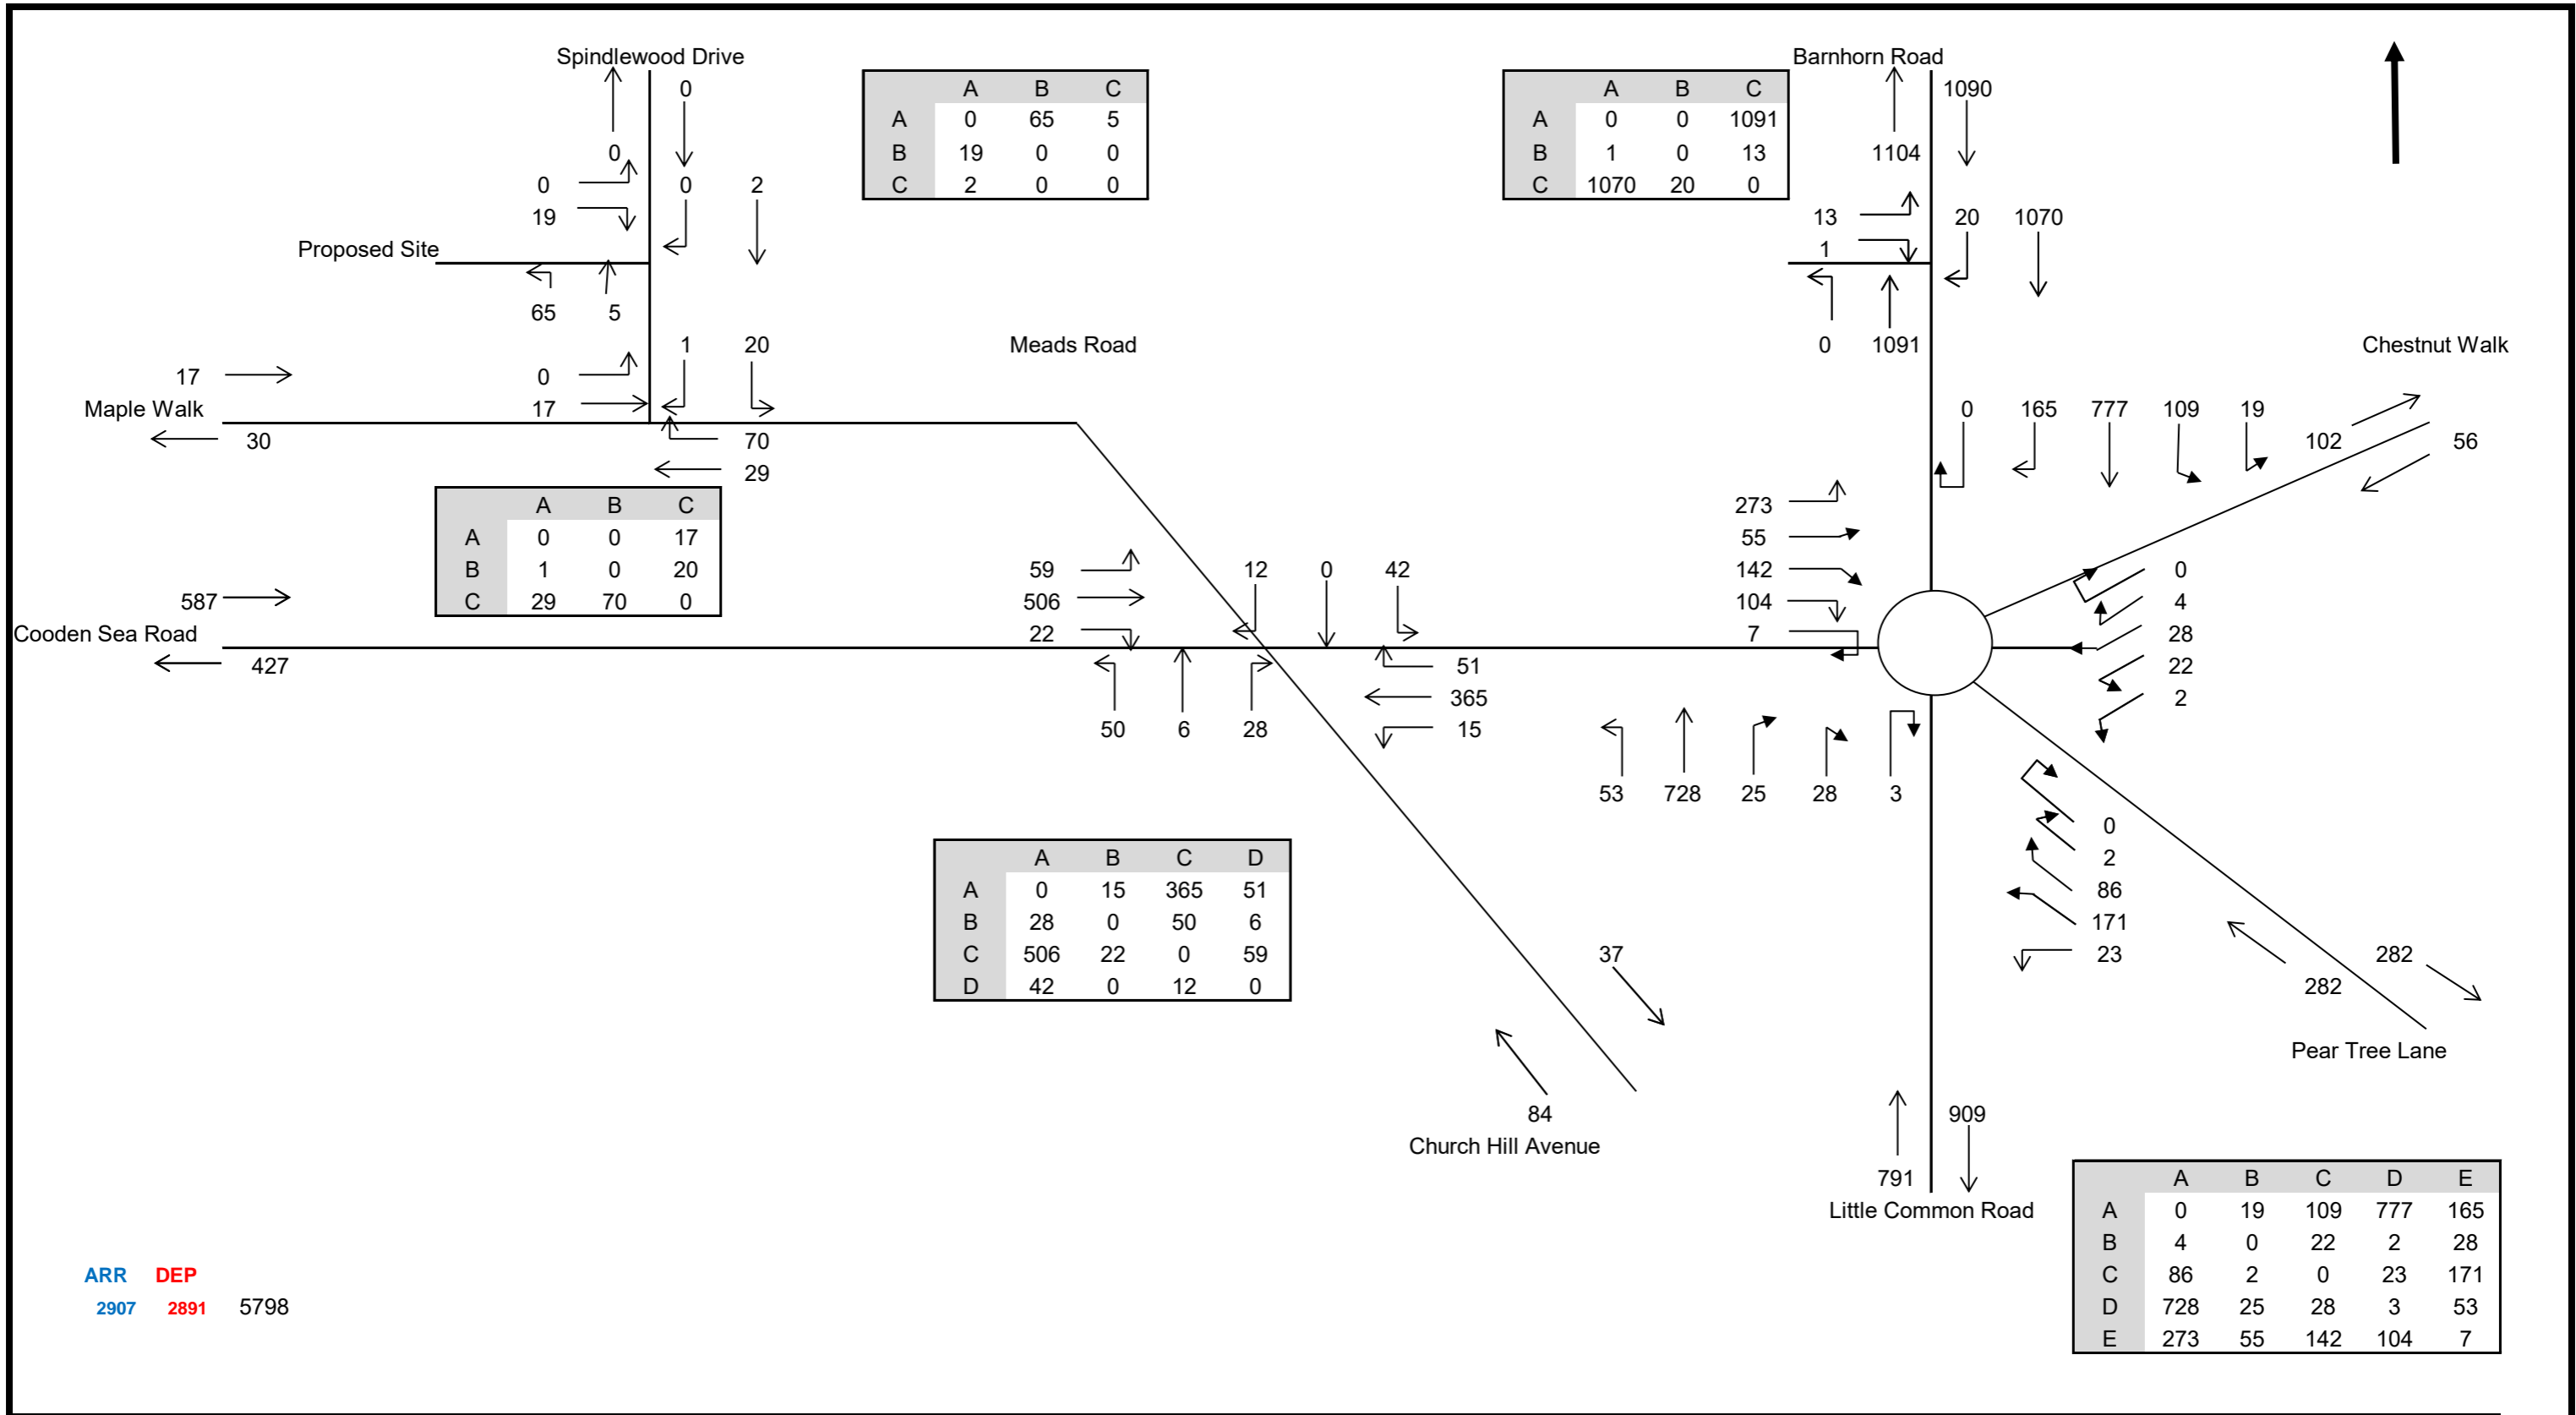 Spindlewood Drive
Barnhorn Road
0
1090
A B C
A 0 65 5
B 19 0 0
C 2 0 0
A B C
A 0 0 1091
B 1 0 13
C 1070 20 0
0
1104
0
0 2
19
13
20 1070
1
Proposed Site
65 5
1 20
Meads Road
0 1091
Chestnut Walk
17
0
Maple Walk
17
0 165 777 109 19
30
70
102
56
29
A B C
A 0 0 17
B 1 0 20
C 29 70 0
273
55
59
12 0 42
142
0
587
506
104
4
Cooden Sea Road
22
7
28
427
51
22
365
2
50 6 28
15
53 728 25 28 3
0
2
A B C D
A 0 15 365 51
B 28 0 50 6
C 506 22 0 59
D 42 0 12 0
86
171
23
37
282
282
Pear Tree Lane
84
909
Church Hill Avenue
791
Little Common Road
A B C D E
A 0 19 109 777 165
B 4 0 22 2 28
C 86 2 0 23 171
D 728 25 28 3 53
E 273 55 142 104 7
ARR DEP
2907 2891 5798